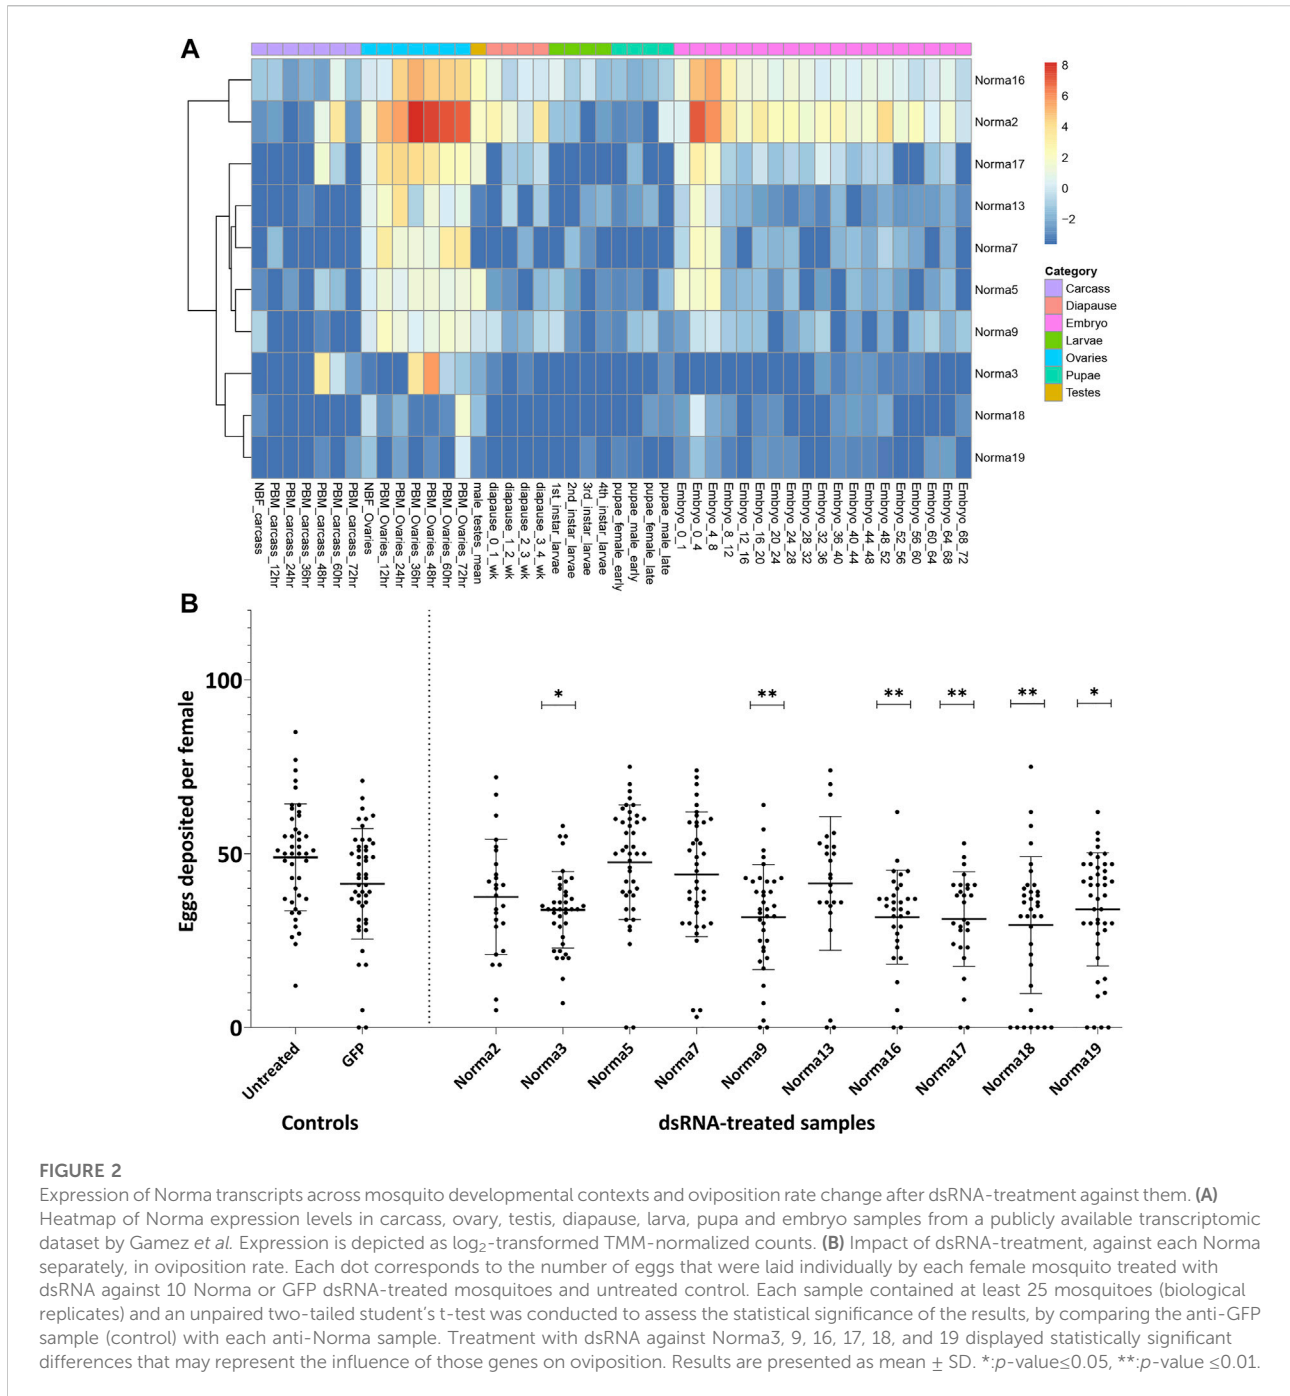 A
8
6
4
2
0
−2
Norma16
Norma2
Norma17
Norma13
Norma7
Norma5
Norma9
Norma3
Norma18
Norma19
Category
Carcass
Diapause
Embryo
Larvae
Ovaries
Pupae
Testes
NBF_carcass
PBM_carcass_12hr
PBM_carcass_24hr
PBM_carcass_36hr
PBM_carcass_48hr
PBM_carcass_60hr
PBM_carcass_72hr
NBF_Ovaries
PBM_Ovaries_12hr
PBM_Ovaries_24hr
PBM_Ovaries_36hr
PBM_Ovaries_48hr
PBM_Ovaries_60hr
PBM_Ovaries_72hr
male_testes_mean
diapause_0_1_wk
diapause_1_2_wk
diapause_2_3_wk
diapause_3_4_wk
1st_instar_larvae
2nd_instar_larvae
3rd_instar_larvae
4th_instar_larvae
pupae_female_early
pupae_male_early
pupae_female_late
pupae_male_late
Embryo_0_1
Embryo_0_4
Embryo_4_8
Embryo_8_12
Embryo_12_16
Embryo_16_20
Embryo_20_24
Embryo_24_28
Embryo_28_32
Embryo_32_36
Embryo_36_40
Embryo_40_44
Embryo_44_48
Embryo_48_52
Embryo_52_56
Embryo_56_60
Embryo_60_64
Embryo_64_68
Embryo_68_72
B
Eggs deposited per female
100
50
0
* ** ** ** ** *
Untreated
GFP
Norma2
Norma3
Norma5
Norma7
Norma9
Norma13
Norma16
Norma17
Norma18
Norma19
Controls
dsRNA-treated samples
FIGURE 2
Expression of Norma transcripts across mosquito developmental contexts and oviposition rate change after dsRNA-treatment against them. (A)
Heatmap of Norma expression levels in carcass, ovary, testis, diapause, larva, pupa and embryo samples from a publicly available transcriptomic
dataset by Gamez et al. Expression is depicted as log₂-transformed TMM-normalized counts. (B) Impact of dsRNA-treatment, against each Norma
separately, in oviposition rate. Each dot corresponds to the number of eggs that were laid individually by each female mosquito treated with
dsRNA against 10 Norma or GFP dsRNA-treated mosquitoes and untreated control. Each sample contained at least 25 mosquitoes (biological
replicates) and an unpaired two-tailed student’s t-test was conducted to assess the statistical significance of the results, by comparing the anti-GFP
sample (control) with each anti-Norma sample. Treatment with dsRNA against Norma3, 9, 16, 17, 18, and 19 displayed statistically significant
differences that may represent the influence of those genes on oviposition. Results are presented as mean ± SD. *:p-value≤0.05, **:p-value ≤0.01.